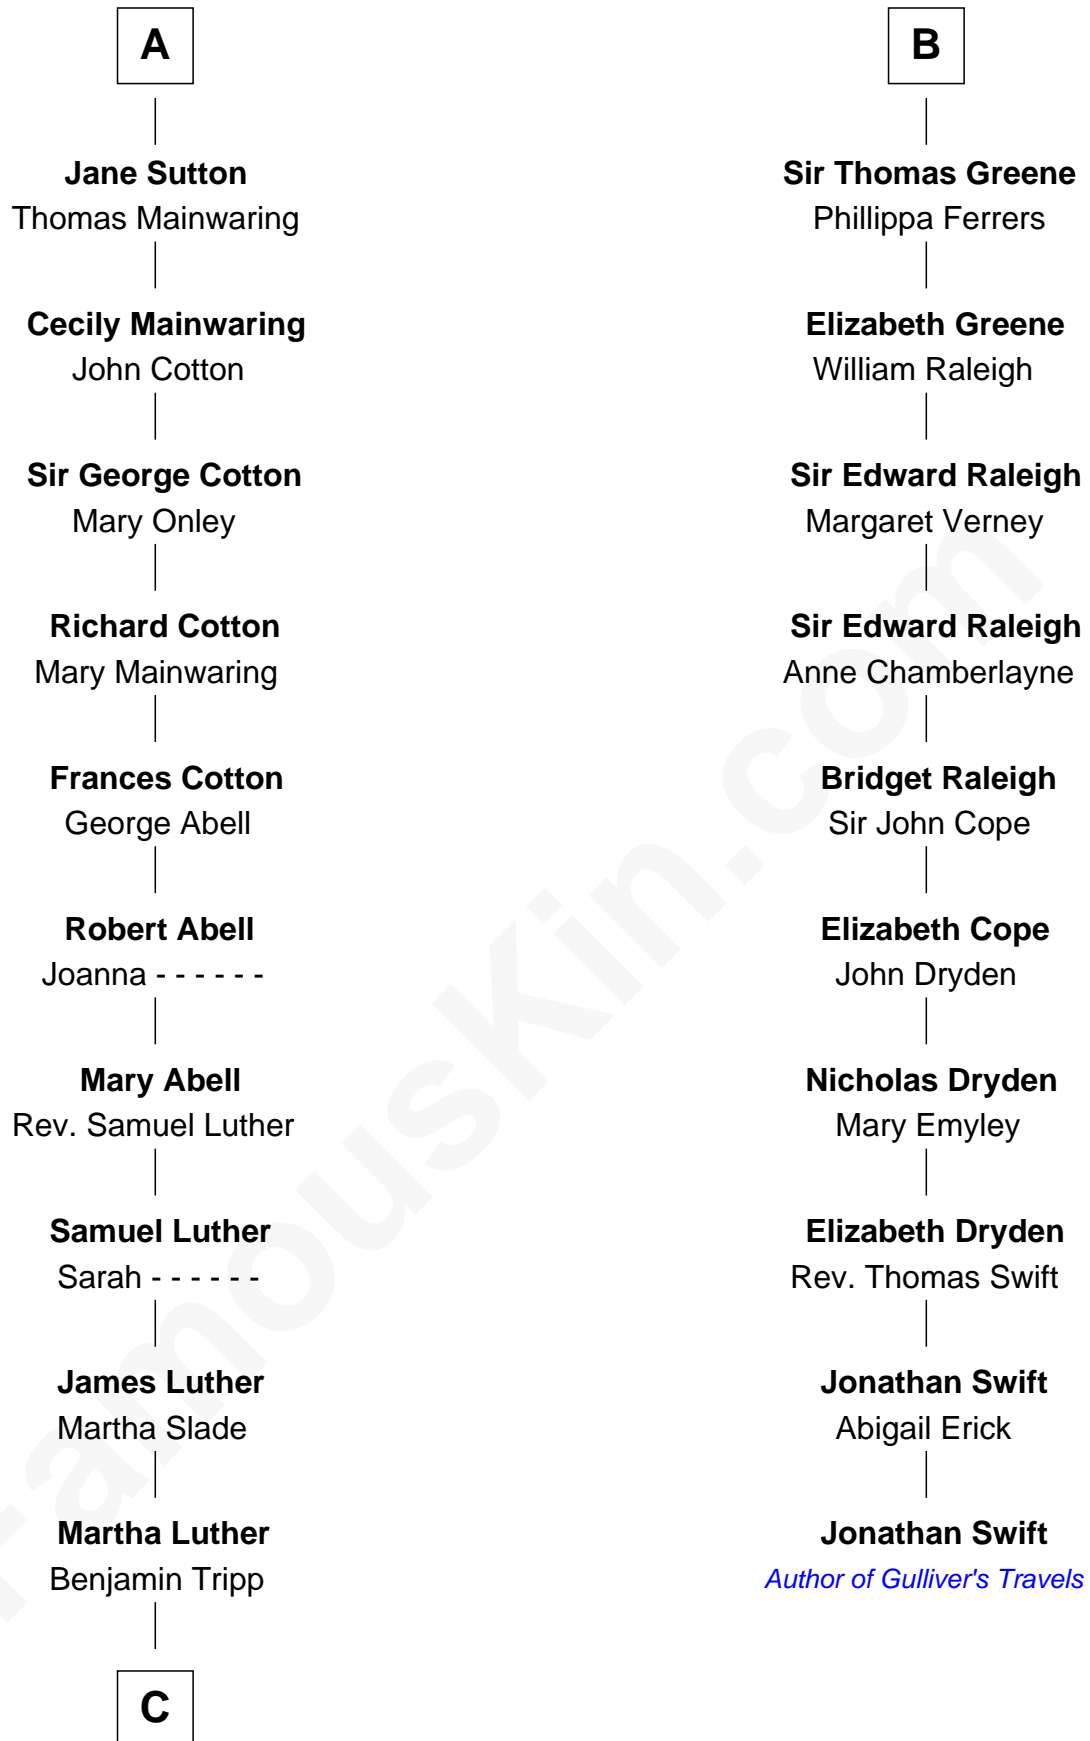 A
Jane Sutton
Thomas Mainwaring
Cecily Mainwaring
John Cotton
Sir George Cotton
Mary Onley
Richard Cotton
Mary Mainwaring
Frances Cotton
George Abell
Robert Abell
Joanna - - - - - -
Mary Abell
Rev. Samuel Luther
Samuel Luther
Sarah - - - - - -
James Luther
Martha Slade
Martha Luther
Benjamin Tripp
C
B
Sir Thomas Greene
Phillippa Ferrers
Elizabeth Greene
William Raleigh
Sir Edward Raleigh
Margaret Verney
Sir Edward Raleigh
Anne Chamberlayne
Bridget Raleigh
Sir John Cope
Elizabeth Cope
John Dryden
Nicholas Dryden
Mary Emyley
Elizabeth Dryden
Rev. Thomas Swift
Jonathan Swift
Abigail Erick
Jonathan Swift
Author of Gulliver's Travels
FamousKin.com